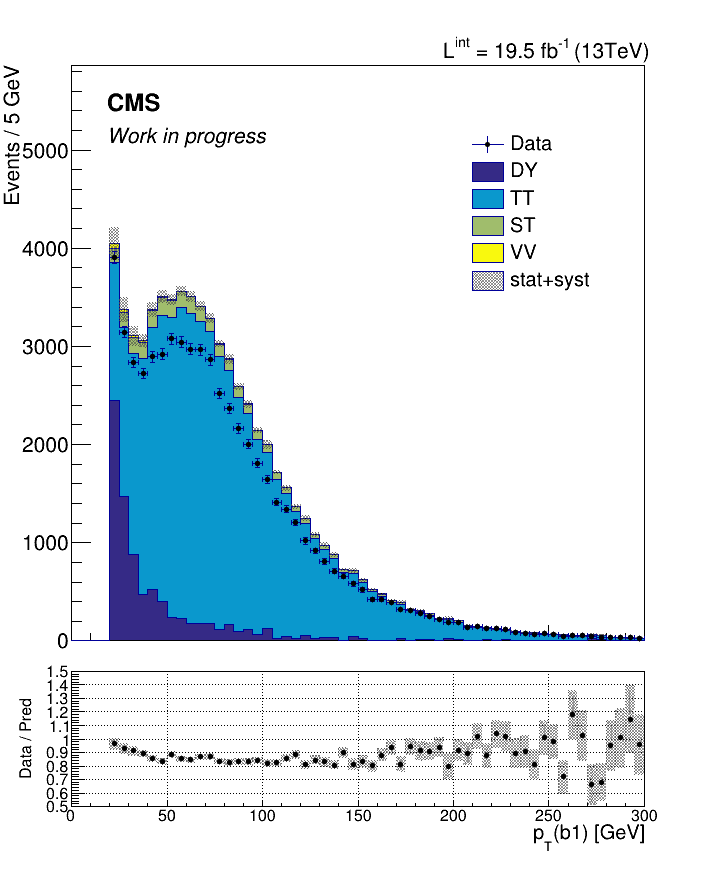 L^int = 19.5 fb^-1 (13TeV)
Events / 5 GeV
CMS
Work in progress
Data
DY
TT
ST
VV
stat+syst
5000
4000
3000
2000
1000
0
Data / Pred
1.5
1.4
1.3
1.2
1.1
1
0.9
0.8
0.7
0.6
0.5
0 50 100 150 200 250 300
p_T(b1) [GeV]